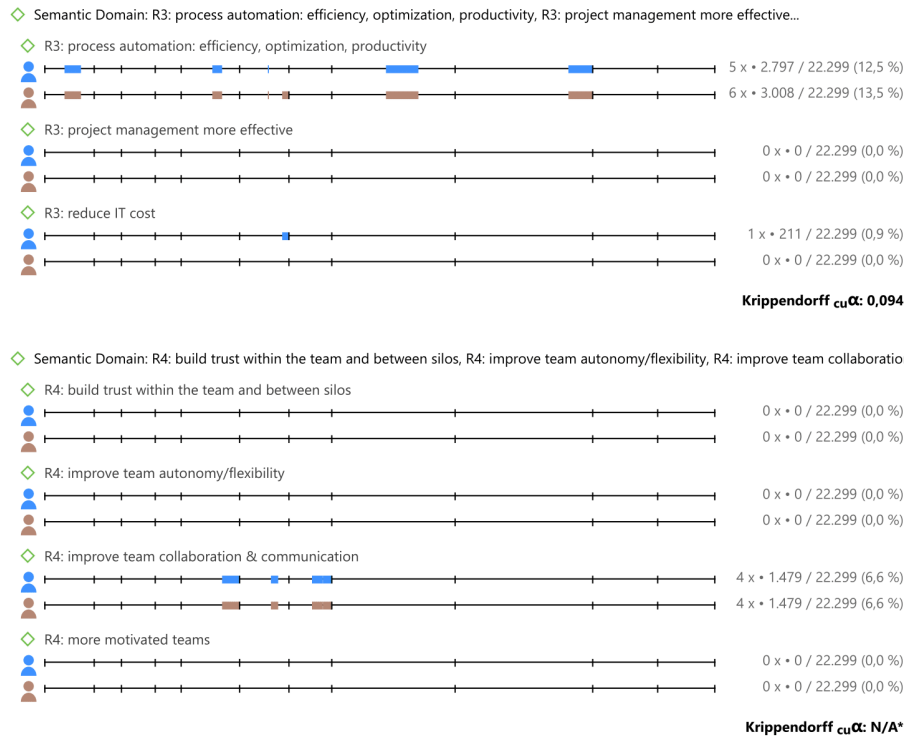 Semantic Domain: R3: process automation: efficiency, optimization, productivity, R3: project management more effective...
R3: process automation: efficiency, optimization, productivity
5 x • 2.797 / 22.299 (12,5 %)
6 x • 3.008 / 22.299 (13,5 %)
R3: project management more effective
0 x • 0 / 22.299 (0,0 %)
0 x • 0 / 22.299 (0,0 %)
R3: reduce IT cost
1 x • 211 / 22.299 (0,9 %)
0 x • 0 / 22.299 (0,0 %)
Krippendorff cuα: 0,094
Semantic Domain: R4: build trust within the team and between silos, R4: improve team autonomy/flexibility, R4: improve team collaboratio
R4: build trust within the team and between silos
0 x • 0 / 22.299 (0,0 %)
0 x • 0 / 22.299 (0,0 %)
R4: improve team autonomy/flexibility
0 x • 0 / 22.299 (0,0 %)
0 x • 0 / 22.299 (0,0 %)
R4: improve team collaboration & communication
4 x • 1.479 / 22.299 (6,6 %)
4 x • 1.479 / 22.299 (6,6 %)
R4: more motivated teams
0 x • 0 / 22.299 (0,0 %)
0 x • 0 / 22.299 (0,0 %)
Krippendorff cuα: N/A*